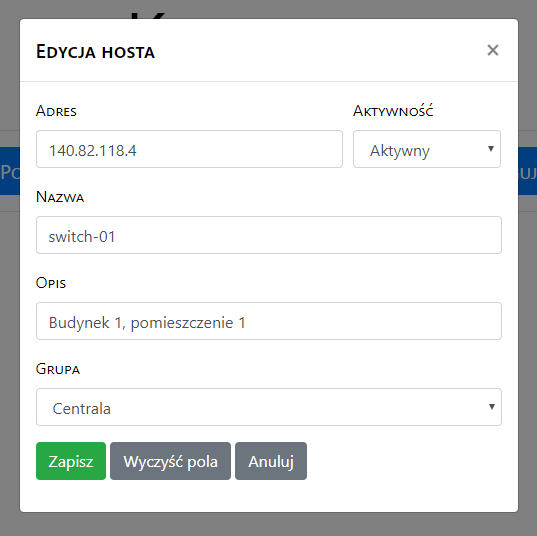 Edycja hosta ×
Adres Aktywność
140.82.118.4 Aktywny
Nazwa
switch-01
Opis
Budynek 1, pomieszczenie 1
Grupa
Centrala
Zapisz Wyczyść pola Anuluj